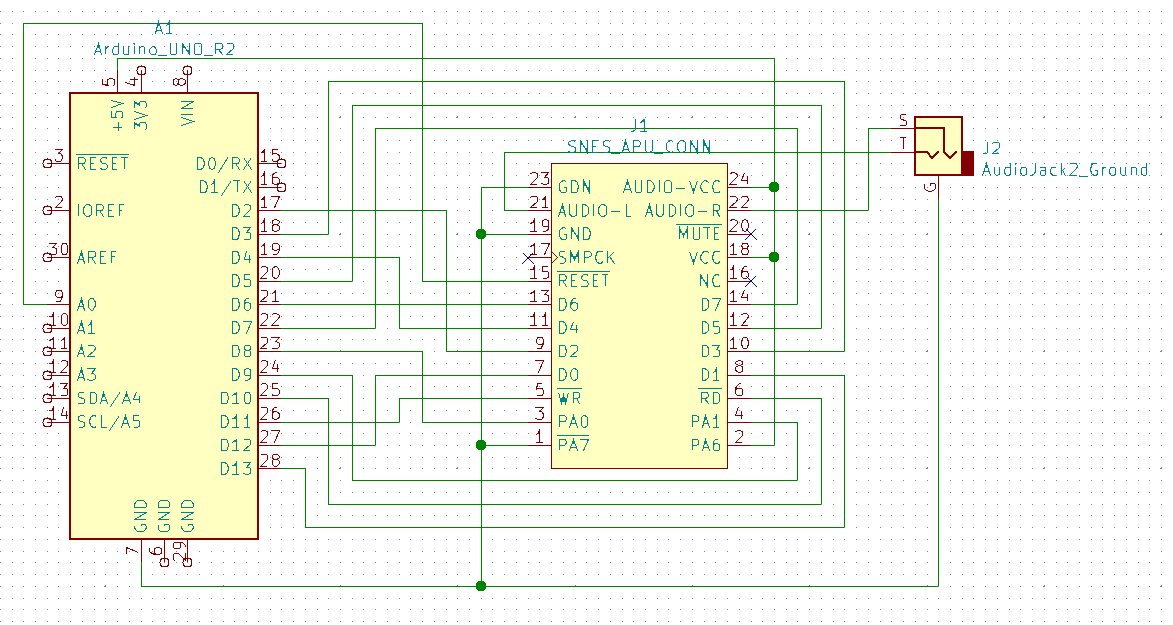 A1
Arduino_UNO_R2
5
4
8
+5V
3V3
VIN
3 RESET D0/RX 15
D1/TX 16
2 IOREF D2 17
D3 18
30 AREF D4 19
D5 20
9 A0 D6 21
10 A1 D7 22
11 A2 D8 23
12 A3 D9 24
13 SDA/A4 D10 25
14 SCL/A5 D11 26
D12 27
D13 28
GND
GND
GND
7
6
29
J1
SNES_APU_CONN
23 GDN AUDIO-VCC 24
21 AUDIO-L AUDIO-R 22
19 GND MUTE 20
17 SMPCK VCC 18
15 RESET NC 16
13 D6 D7 14
11 D4 D5 12
9 D2 D3 10
7 D0 D1 8
5 WR RD 6
3 PA0 PA1 4
1 PA7 PA6 2
S
T
G
J2
AudioJack2_Ground